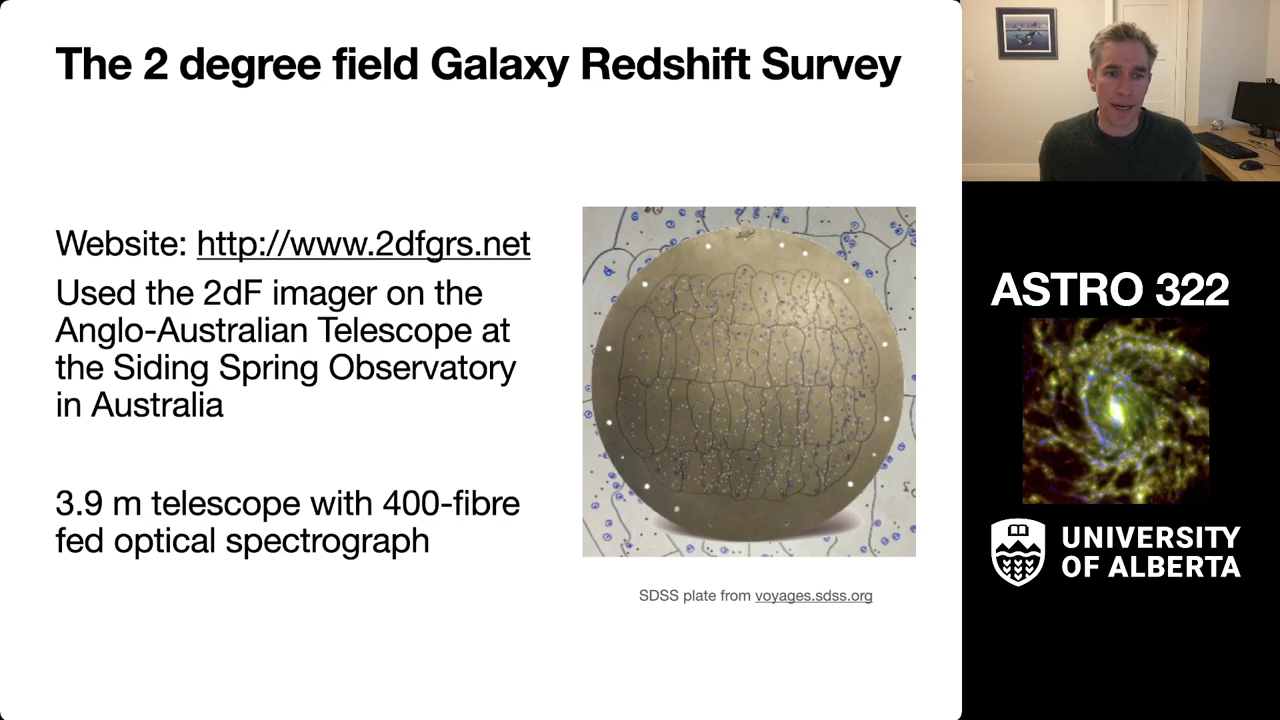 The 2 degree field Galaxy Redshift Survey
Website: http://www.2dfgrs.net
Used the 2dF imager on the
Anglo-Australian Telescope at
the Siding Spring Observatory
in Australia
3.9 m telescope with 400-fibre
fed optical spectrograph
SDSS plate from voyages.sdss.org
ASTRO 322
UNIVERSITY
OF ALBERTA